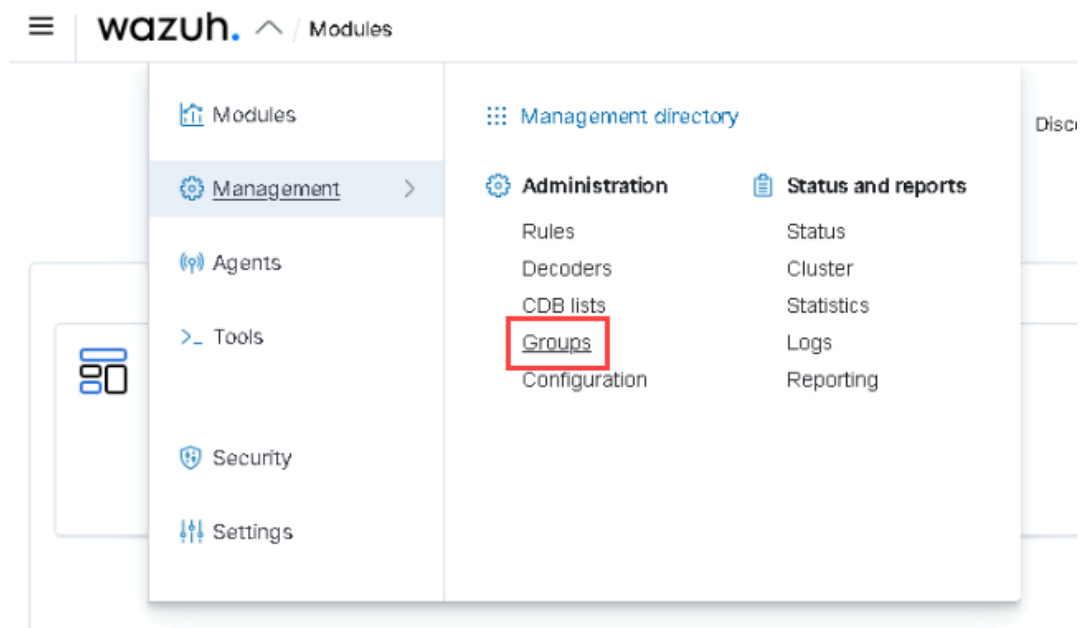 wazuh. / Modules
Modules
Management
Agents
>_ Tools
Security
Settings
Management directory
Disc
Administration
Rules
Decoders
CDB lists
Groups
Configuration
Status and reports
Status
Cluster
Statistics
Logs
Reporting